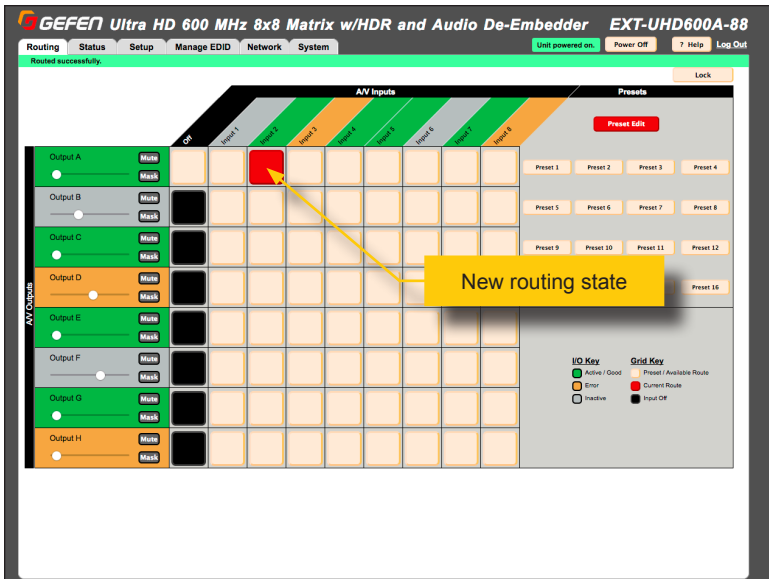 GEFEN Ultra HD 600 MHz 8x8 Matrix w/HDR and Audio De-Embedder EXT-UHD600A-88
Routing Status Setup Manage EDID Network System Unit powered on. Power Off ? Help Log Out
Routed successfully.
Lock
A/V Inputs Presets
Off Input 1 Input 2 Input 3 Input 4 Input 5 Input 6 Input 7 Input 8
Preset Edit
A/V Outputs
Output A Mute
Mask
Preset 1 Preset 2 Preset 3 Preset 4
Output B Mute
Mask
Preset 5 Preset 6 Preset 7 Preset 8
Output C Mute
Mask
Preset 9 Preset 10 Preset 11 Preset 12
Output D Mute
Mask
New routing state
Preset 16
Output E Mute
Mask
Output F Mute
Mask
I/O Key Grid Key
Active / Good Preset / Available Route
Error Current Route
Inactive Input Off
Output G Mute
Mask
Output H Mute
Mask